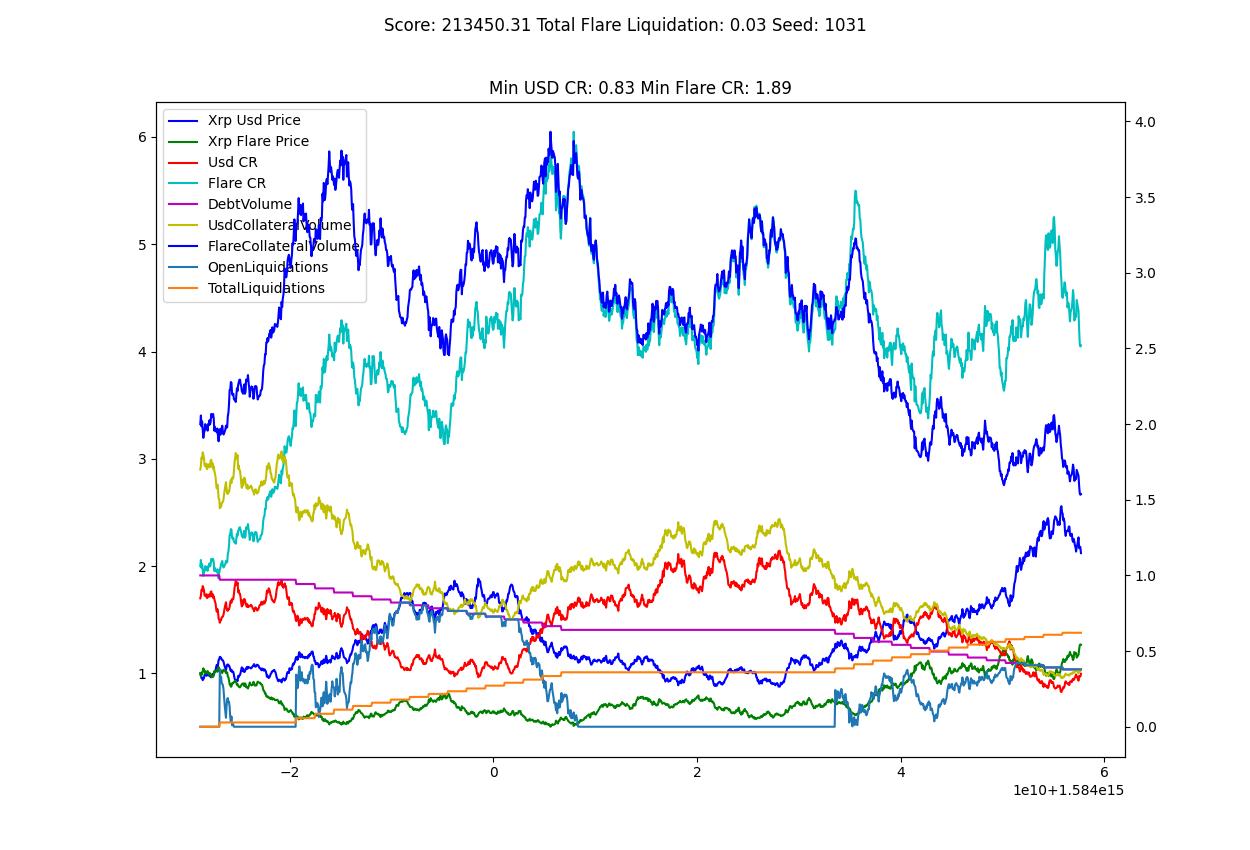 Score: 213450.31 Total Flare Liquidation: 0.03 Seed: 1031
Min USD CR: 0.83 Min Flare CR: 1.89
Xrp Usd Price
Xrp Flare Price
Usd CR
Flare CR
DebtVolume
UsdCollateralVolume
FlareCollateralVolume
OpenLiquidations
TotalLiquidations
6
5
4
3
2
1
4.0
3.5
3.0
2.5
2.0
1.5
1.0
0.5
0.0
−2 0 2 4 6
1e10+1.584e15